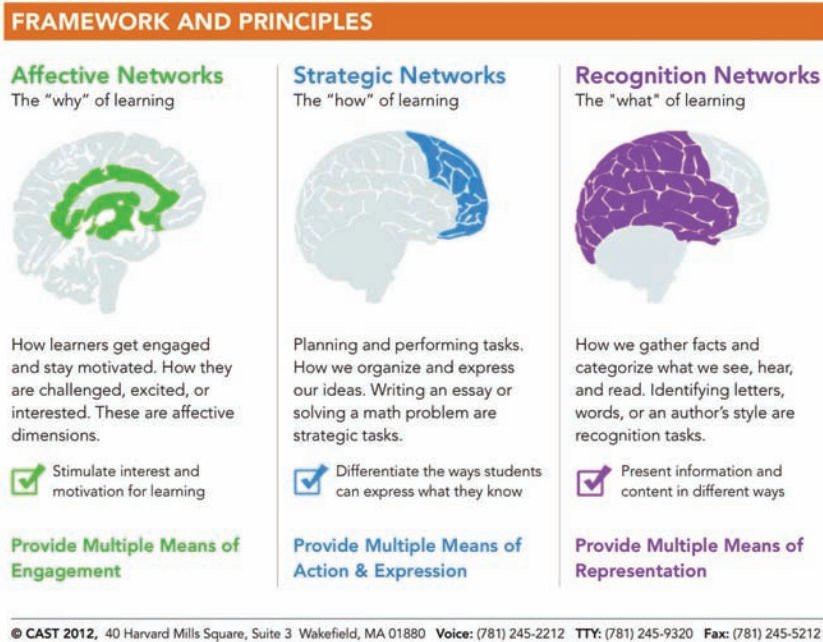 FRAMEWORK AND PRINCIPLES
Affective Networks
The “why” of learning
How learners get engaged
and stay motivated. How they
are challenged, excited, or
interested. These are affective
dimensions.
Stimulate interest and
motivation for learning
Provide Multiple Means of
Engagement
Strategic Networks
The “how” of learning
Planning and performing tasks.
How we organize and express
our ideas. Writing an essay or
solving a math problem are
strategic tasks.
Differentiate the ways students
can express what they know
Provide Multiple Means of
Action & Expression
Recognition Networks
The "what" of learning
How we gather facts and
categorize what we see, hear,
and read. Identifying letters,
words, or an author's style are
recognition tasks.
Present information and
content in different ways
Provide Multiple Means of
Representation
© CAST 2012, 40 Harvard Mills Square, Suite 3 Wakefield, MA 01880 Voice: (781) 245-2212 TTY: (781) 245-9320 Fax: (781) 245-5212